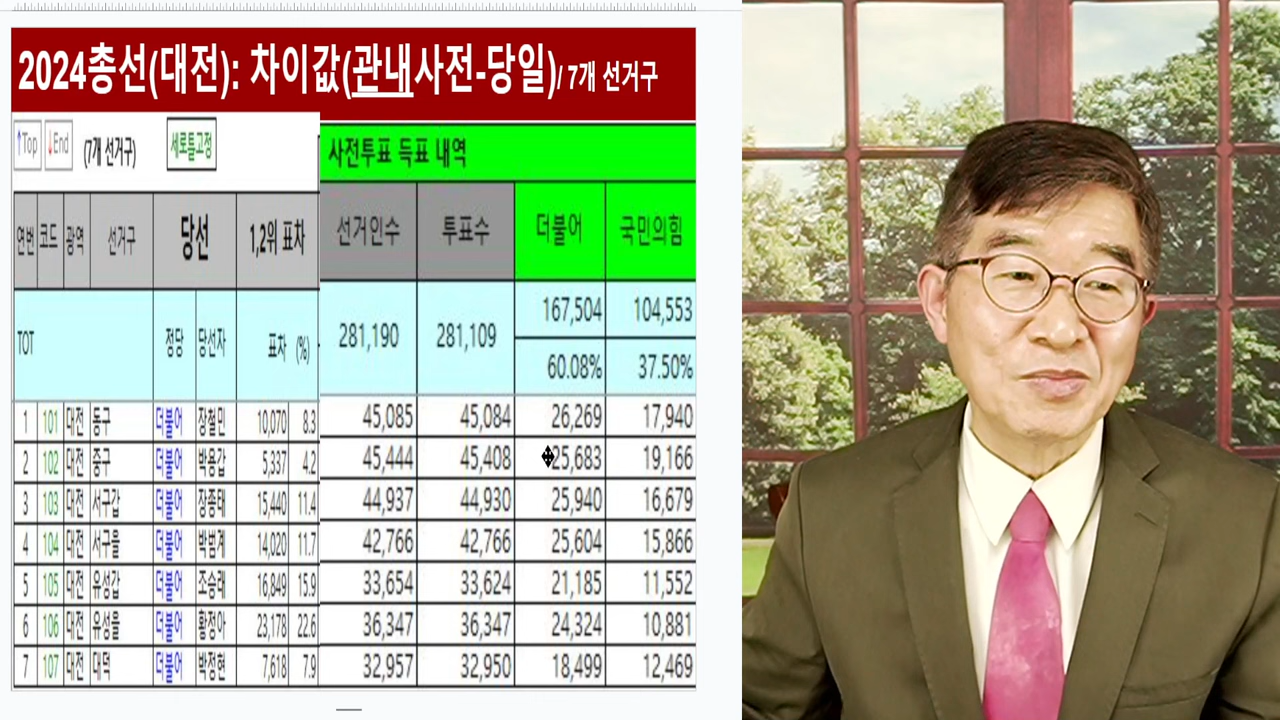 2024총선(대전): 차이값(관내사전-당일)/ 7개 선거구
↑Top ↓End (7개 선거구) 세로틀고정 사전투표 득표 내역
연번 코드 광역 선거구 당선 1,2위 표차 선거인수 투표수 더불어 국민의힘
TOT 정당 당선자 표차 (%) 281,190 281,109 167,504 104,553
60.08% 37.50%
1 101 대전 동구 더불어 장철민 10,070 8.3 45,085 45,084 26,269 17,940
2 102 대전 중구 더불어 박용갑 5,337 4.2 45,444 45,408 25,683 19,166
3 103 대전 서구갑 더불어 장종태 15,440 11.4 44,937 44,930 25,940 16,679
4 104 대전 서구을 더불어 박범계 14,020 11.7 42,766 42,766 25,604 15,866
5 105 대전 유성갑 더불어 조승래 16,849 15.9 33,654 33,624 21,185 11,552
6 106 대전 유성을 더불어 황정아 23,178 22.6 36,347 36,347 24,324 10,881
7 107 대전 대덕 더불어 박정현 7,618 7.9 32,957 32,950 18,499 12,469